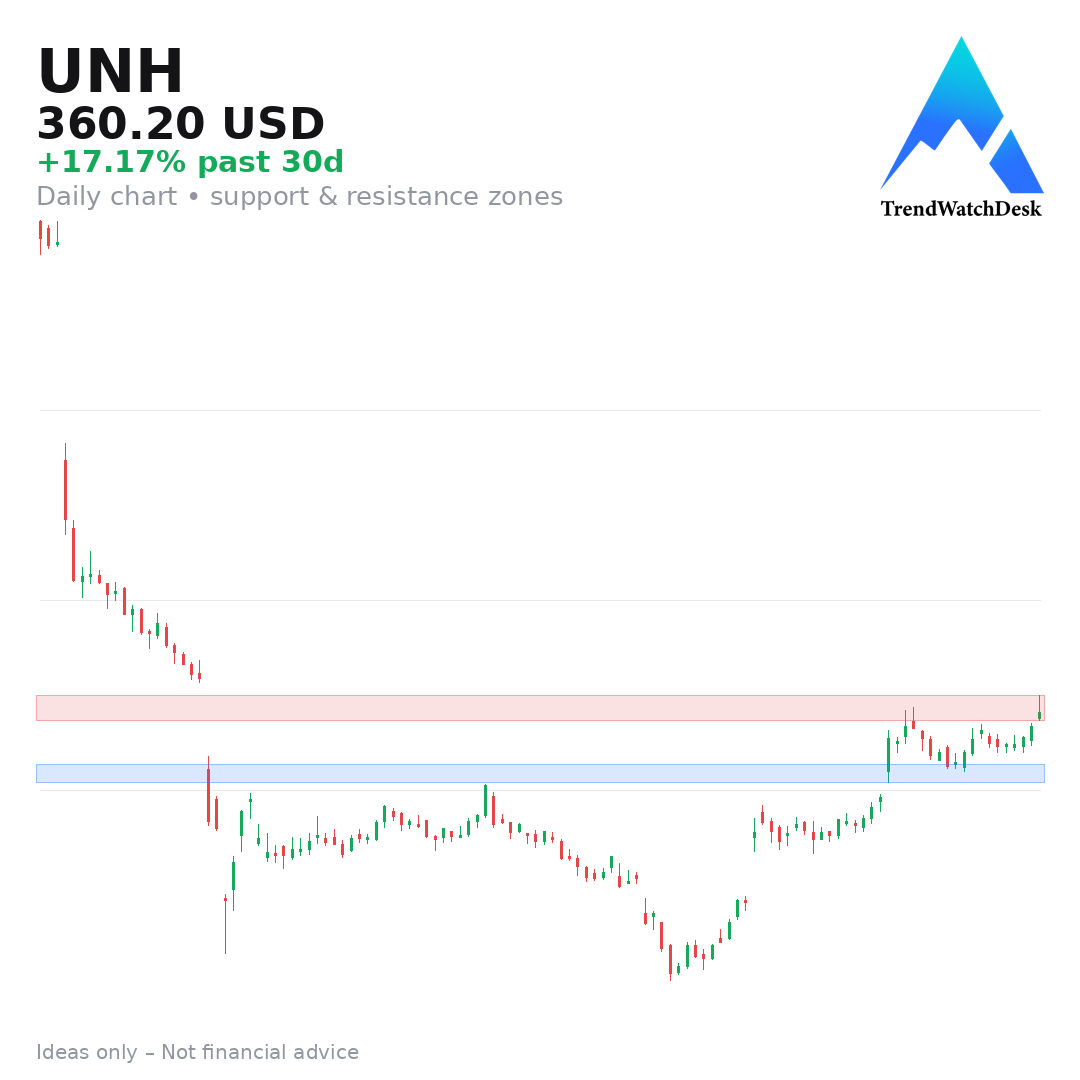 UNH
360.20 USD
+17.17% past 30d
Daily chart • support & resistance zones
TrendWatchDesk
Ideas only – Not financial advice